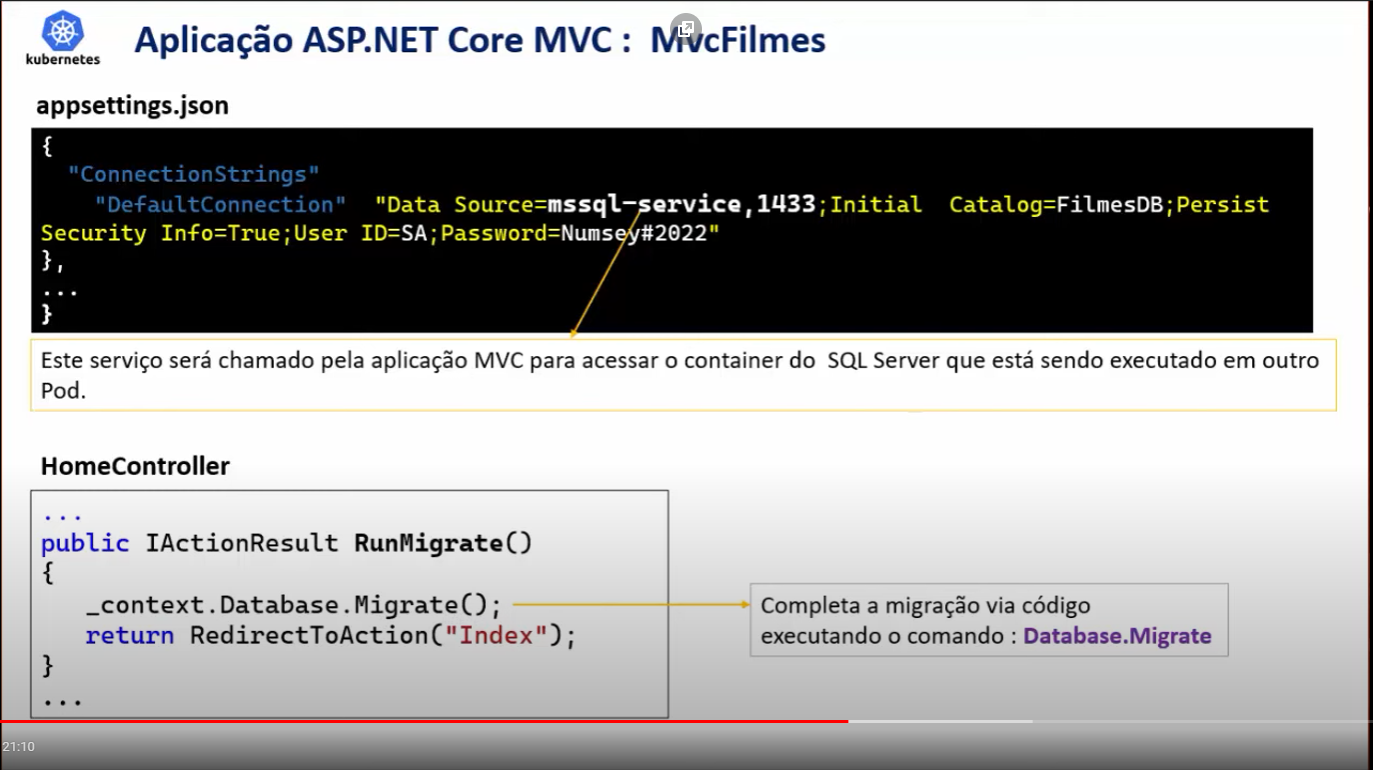 kubernetes
Aplicação ASP.NET Core MVC : MvcFilmes
appsettings.json
{
"ConnectionStrings"
"DefaultConnection" "Data Source=mssql-service,1433;Initial Catalog=FilmesDB;Persist
Security Info=True;User ID=SA;Password=Numsey#2022"
},
...
}
Este serviço será chamado pela aplicação MVC para acessar o container do SQL Server que está sendo executado em outro
Pod.
HomeController
...
public IActionResult RunMigrate()
{
_context.Database.Migrate();
return RedirectToAction("Index");
}
...
Completa a migração via código
executando o comando : Database.Migrate
21:10